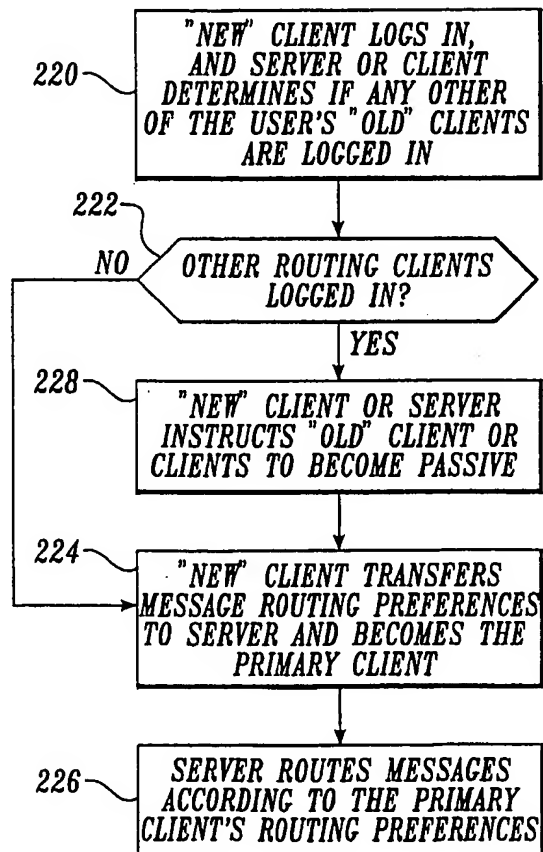 220
"NEW" CLIENT LOGS IN,
AND SERVER OR CLIENT
DETERMINES IF ANY OTHER
OF THE USER'S "OLD" CLIENTS
ARE LOGGED IN
222
NO
OTHER ROUTING CLIENTS
LOGGED IN?
YES
228
"NEW" CLIENT OR SERVER
INSTRUCTS "OLD" CLIENT OR
CLIENTS TO BECOME PASSIVE
224
"NEW" CLIENT TRANSFERS
MESSAGE ROUTING PREFERENCES
TO SERVER AND BECOMES THE
PRIMARY CLIENT
226
SERVER ROUTES MESSAGES
ACCORDING TO THE PRIMARY
CLIENT'S ROUTING PREFERENCES